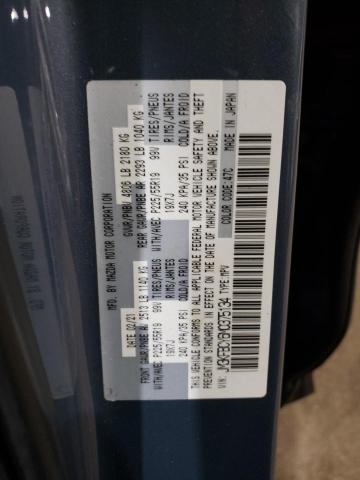 MFD. BY MAZDA MOTOR CORPORATION
DATE: 02/21 GVWR/PNBV 4806 LB 2180 KG
FRONT GAWR/PNBE AV 2513 LB 1140 KG REAR GAWR/PNBE AR 2293 LB 1040 KG
WITH/AVEC P225/55R19 99V TIRES/PNEUS WITH/AVEC P225/55R19 99V TIRES/PNEUS
19X7J RIMS/JANTES 19X7J RIMS/JANTES
240 KPA/35 PSI COLD/A FROID 240 KPA/35 PSI COLD/A FROID
THIS VEHICLE CONFORMS TO ALL APPLICABLE FEDERAL MOTOR VEHICLE SAFETY AND THEFT
PREVENTION STANDARDS IN EFFECT ON THE DATE OF MANUFACTURE SHOWN ABOVE.
MADE IN JAPAN
VIN: TYPE:MPV COLOR CODE:47C